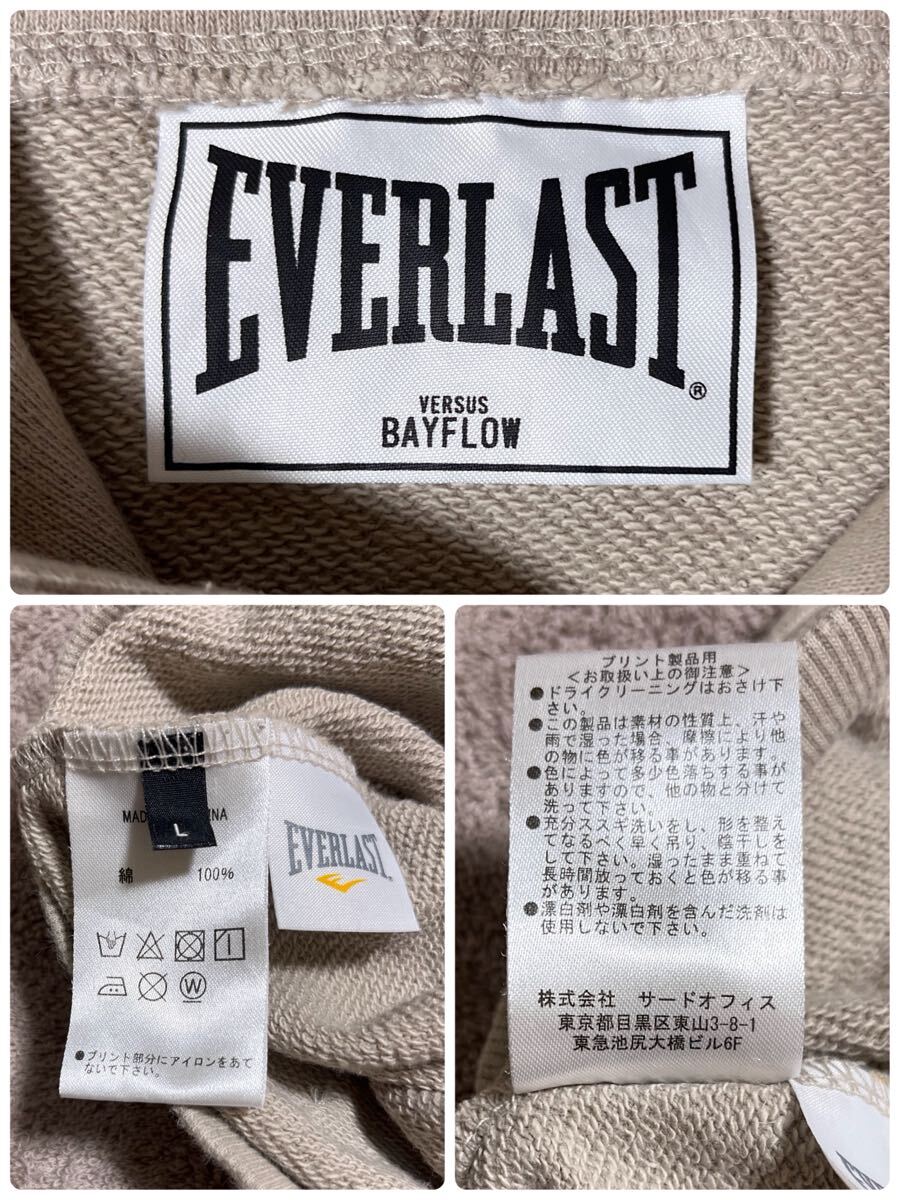 EVERLAST
®
VERSUS
BAYFLOW
L
綿 100%
●プリント部分にアイロンをあて
ないで下さい。
EVERLAST
プリント製品用
<お取扱い上の御注意>
●ドライクリーニングはおさけ下
さい。
●この製品は素材の性質上、汗や
雨で湿った場合、摩擦により他
の物に色が移る事があります。
●色によって多少色落ちする事が
ありますので、他の物と分けて
洗って下さい。
●充分ススギ洗いをし、形を整え
てなるべく早く吊り、陰干しを
して下さい。湿ったまま重ねて
長時間放っておくと色が移る事
があります。
●漂白剤や漂白剤を含んだ洗剤は
使用しないで下さい。
株式会社 サードオフィス
東京都目黒区東山3-8-1
東急池尻大橋ビル6F